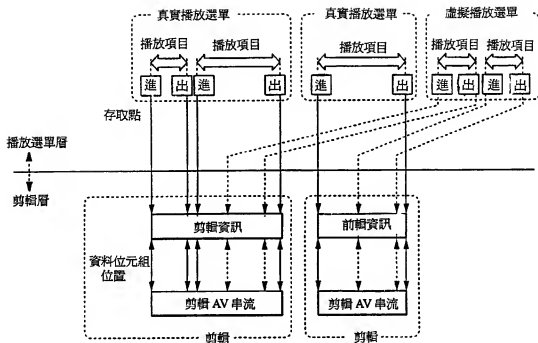 真實播放選單
真實播放選單
虛擬播放選單
播放項目
播放項目
播放項目
播放項目
播放項目
進
出
進
出
進
出
進
出
進
出
存取點
播放選單層
剪輯層
剪輯資訊
前輯資訊
資料位元組
位置
剪輯 AV 串流
剪輯 AV 串流
剪輯
剪輯